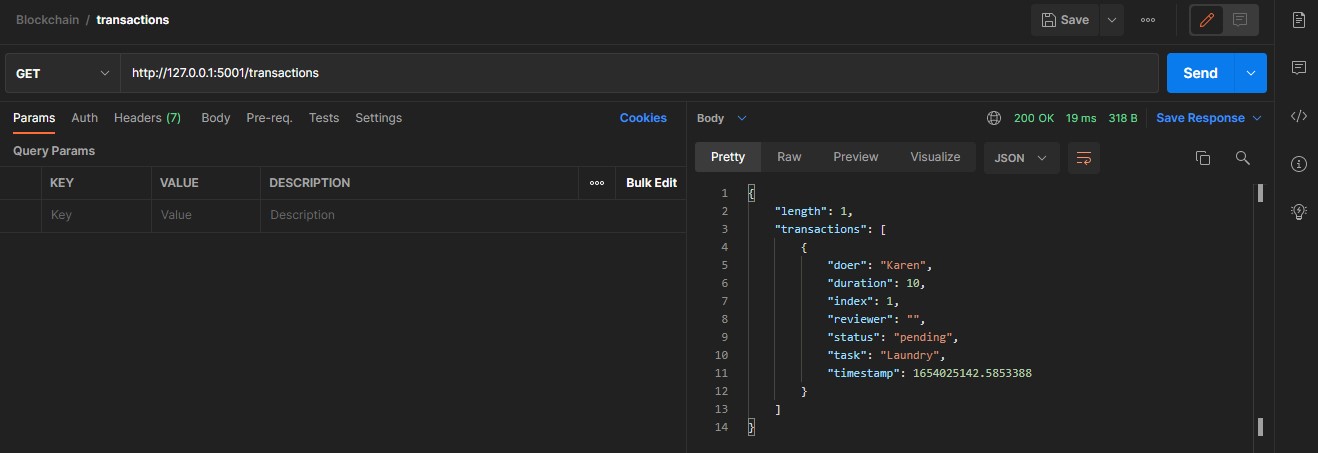 Blockchain / transactions
Save
GET
http://127.0.0.1:5001/transactions
Send
Params Auth Headers (7) Body Pre-req. Tests Settings Cookies
Body 200 OK 19 ms 318 B Save Response
Query Params
Pretty Raw Preview Visualize JSON
KEY VALUE DESCRIPTION Bulk Edit
Key Value Description
1 {
2 "length": 1,
3 "transactions": [
4 {
5 "doer": "Karen",
6 "duration": 10,
7 "index": 1,
8 "reviewer": "",
9 "status": "pending",
10 "task": "Laundry",
11 "timestamp": 1654025142.5853388
12 }
13 ]
14 }